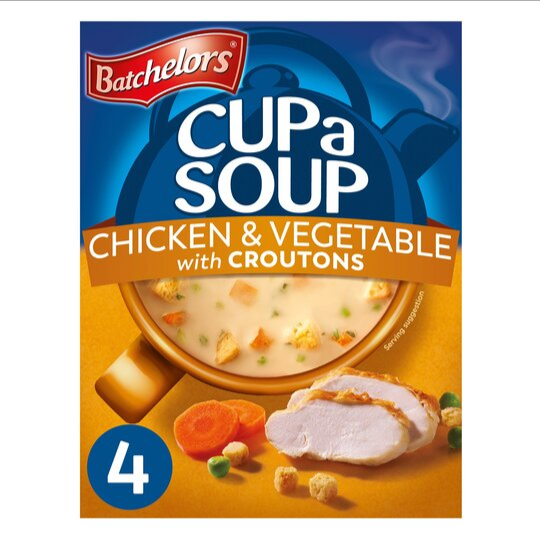 Batchelors®
CUPa
SOUP
CHICKEN & VEGETABLE
with CROUTONS
Serving suggestion
4